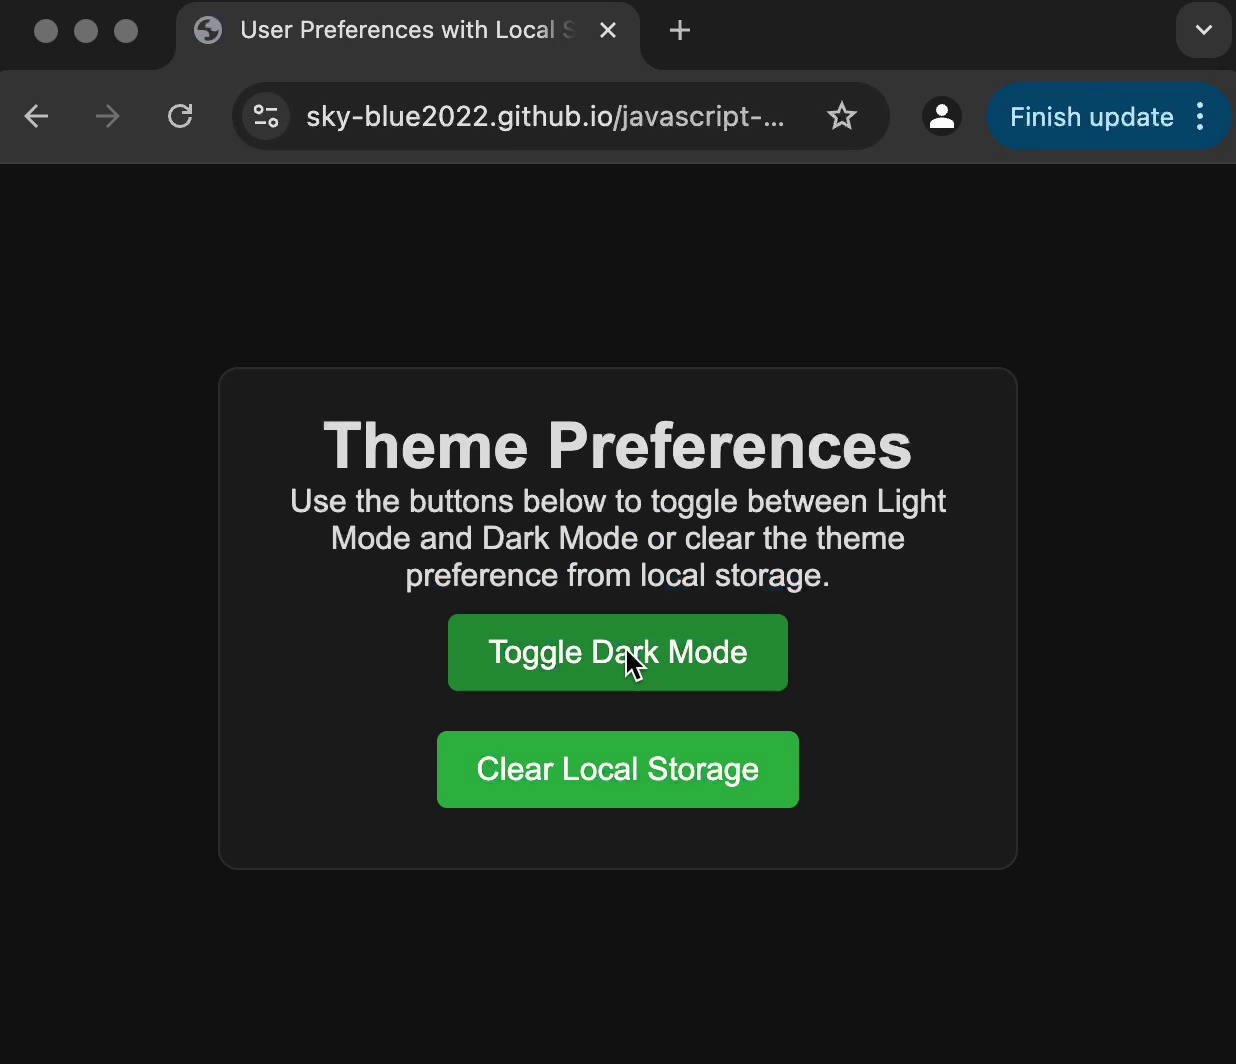 User Preferences with Local S
sky-blue2022.github.io/javascript-...
Finish update
Theme Preferences
Use the buttons below to toggle between Light
Mode and Dark Mode or clear the theme
preference from local storage.
Toggle Dark Mode
Clear Local Storage